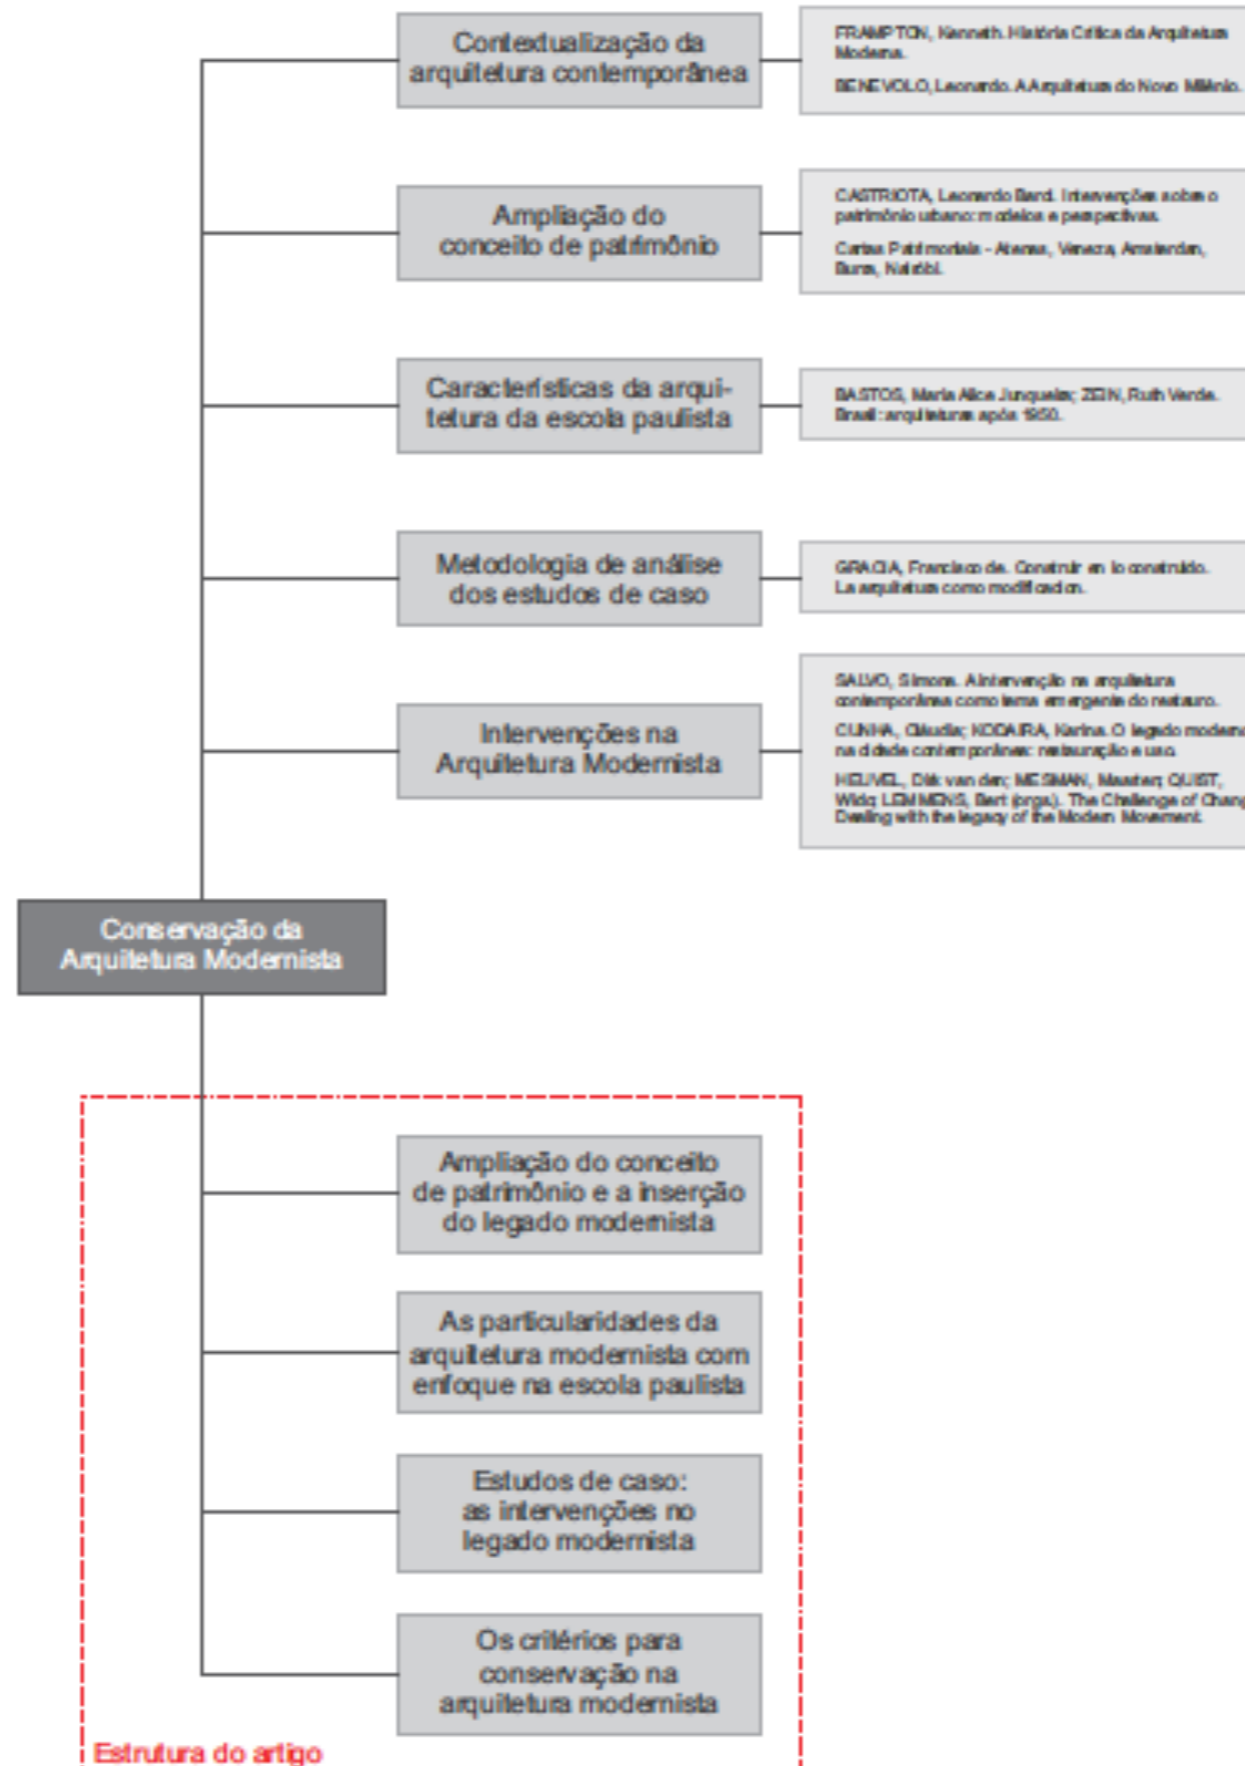 Contextualização da
arquitetura contemporânea
FRAMPTON, Kenneth. História Crítica da Arquitetura
Moderna.
BENEVOLO, Leonardo. A Arquitetura do Novo Milênio.
Ampliação do
conceito de patrimônio
CASTRIOTA, Leonardo Barci. Intervenções sobre o
patrimônio urbano: modelos e perspectivas.
Cartas Patrimoniais - Atenas, Veneza, Amsterdan,
Burra, Nairóbi.
Características da arqui-
tetura da escola paulista
BASTOS, Maria Alice Junqueira; ZEIN, Ruth Verde.
Brasil: arquiteturas após 1950.
Metodologia de análise
dos estudos de caso
GRACIA, Francisco de. Construir en lo construido.
La arquitetura como modificacion.
Intervenções na
Arquitetura Modernista
SALVO, Simona. A intervenção na arquitetura
contemporânea como tema emergente do restauro.
CUNHA, Cláudia; KODAIRA, Karina. O legado moderno
na cidade contemporânea: restauração e uso.
HEUVEL, Dirk van den; MESMAN, Maarten; QUIST,
Wido; LEMMENS, Bert (orgs.). The Challenge of Chang
Dealing with the legacy of the Modern Movement.
Conservação da
Arquitetura Modernista
Ampliação do conceito
de patrimônio e a inserção
do legado modernista
As particularidades da
arquitetura modernista com
enfoque na escola paulista
Estudos de caso:
as intervenções no
legado modernista
Os critérios para
conservação na
arquitetura modernista
Estrutura do artigo